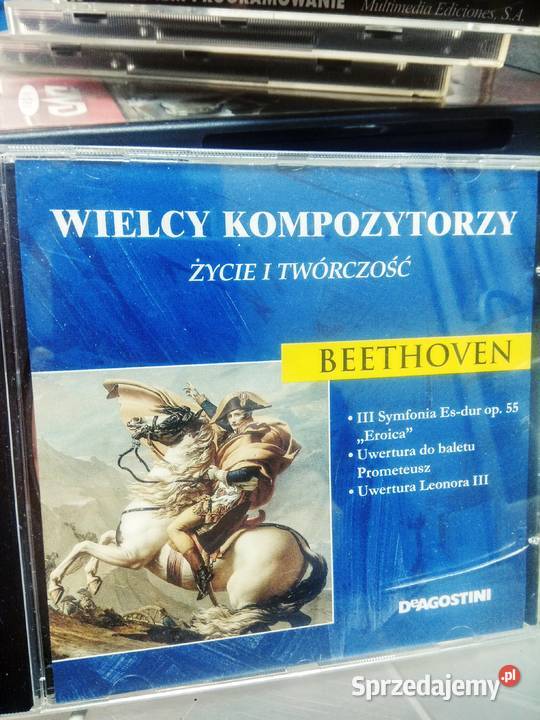 PROGRAMOWANIE Multimedia Ediciones, S.A.
WIELCY KOMPOZYTORZY
ŻYCIE I TWÓRCZOŚĆ
BEETHOVEN
• III Symfonia Es-dur op. 55
„Eroica”
• Uwertura do baletu
Prometeusz
• Uwertura Leonora III
DeAGOSTINI
Sprzedajemy.pl